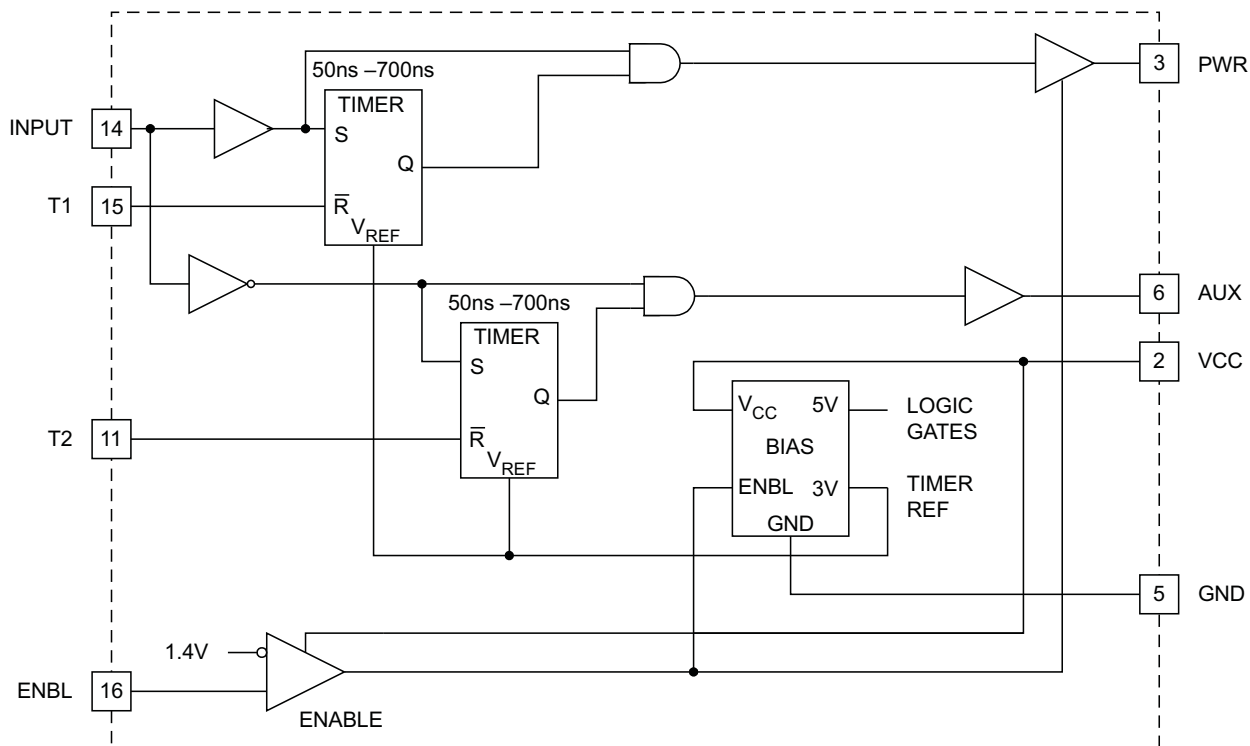 50ns –700ns
TIMER
S
Q
R
VREF
INPUT
14
T1
15
3
PWR
50ns –700ns
TIMER
S
Q
R
VREF
T2
11
6
AUX
2
VCC
VCC
5V
BIAS
ENBL
3V
GND
LOGIC
GATES
TIMER
REF
5
GND
1.4V
ENBL
16
ENABLE